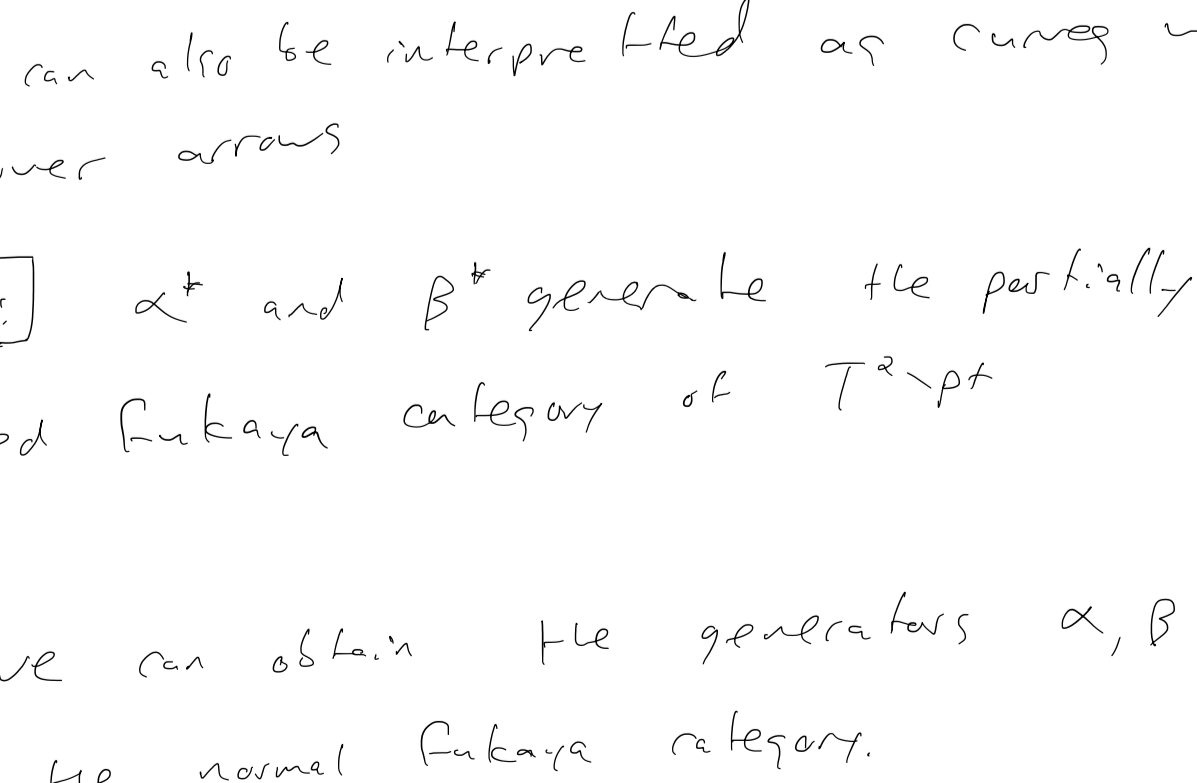 can also be interpretted as curves
over arrows
α* and β* generate the partially
Fukaya category of T²\pt
we can obtain the generators α, β
normal Fukaya category.